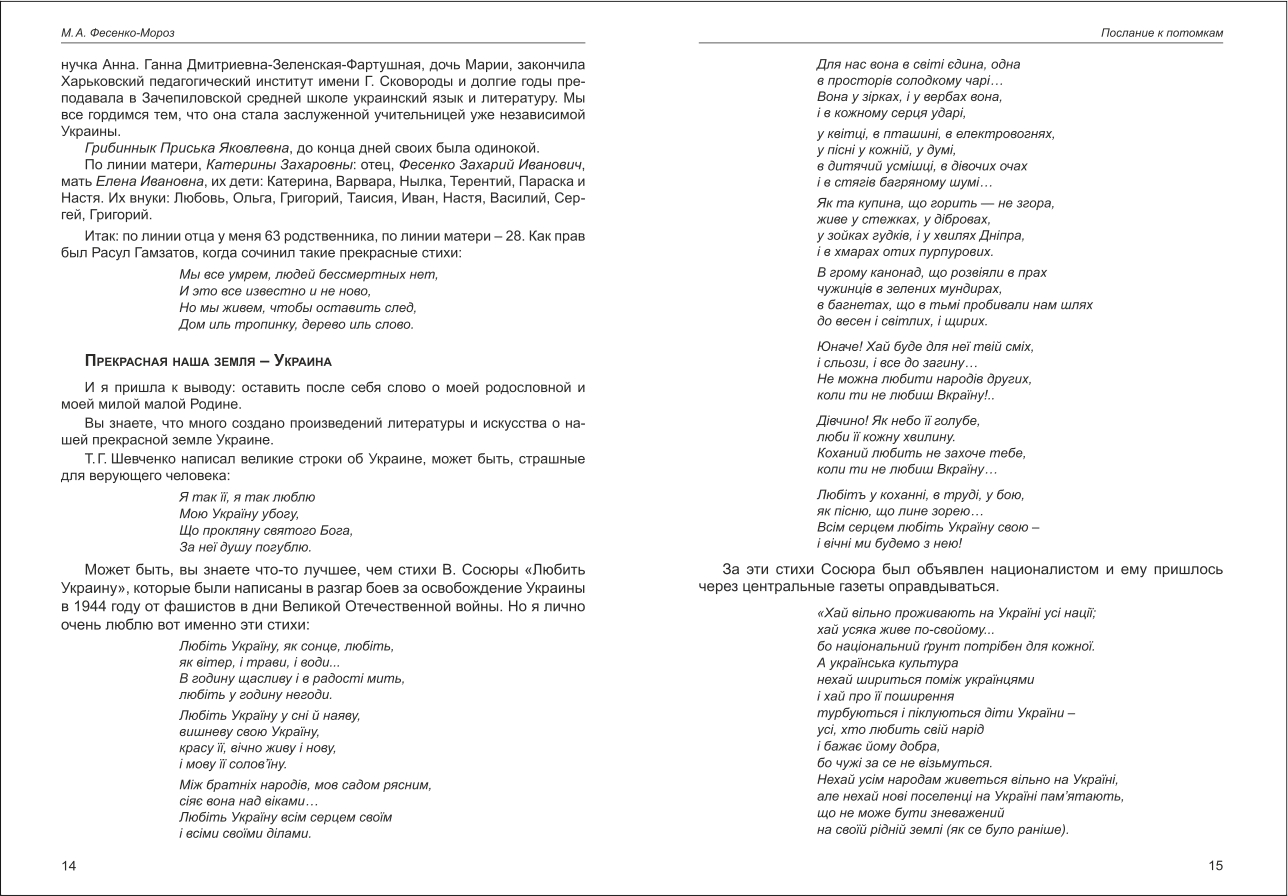 М. А. Фесенко-Мороз
нучка Анна. Ганна Дмитриевна-Зеленская-Фартушная, дочь Марии, закончила
Харьковский педагогический институт имени Г. Сковороды и долгие годы пре-
подавала в Зачепиловской средней школе украинский язык и литературу. Мы
все гордимся тем, что она стала заслуженной учительницей уже независимой
Украины.
Грибиннык Приська Яковлевна, до конца дней своих была одинокой.
По линии матери, Катерины Захаровны: отец, Фесенко Захарий Иванович,
мать Елена Ивановна, их дети: Катерина, Варвара, Нылка, Терентий, Параска и
Настя. Их внуки: Любовь, Ольга, Григорий, Таисия, Иван, Настя, Василий, Сер-
гей, Григорий.
Итак: по линии отца у меня 63 родственника, по линии матери – 28. Как прав
был Расул Гамзатов, когда сочинил такие прекрасные стихи:
Мы все умрем, людей бессмертных нет,
И это все известно и не ново,
Но мы живем, чтобы оставить след,
Дом иль тропинку, дерево иль слово.
Прекрасная наша земля – Украина
И я пришла к выводу: оставить после себя слово о моей родословной и
моей милой малой Родине.
Вы знаете, что много создано произведений литературы и искусства о на-
шей прекрасной земле Украине.
Т. Г. Шевченко написал великие строки об Украине, может быть, страшные
для верующего человека:
Я так її, я так люблю
Мою Україну убогу,
Що прокляну святого Бога,
За неї душу погублю.
Может быть, вы знаете что-то лучшее, чем стихи В. Сосюры «Любить
Украину», которые были написаны в разгар боев за освобождение Украины
в 1944 году от фашистов в дни Великой Отечественной войны. Но я лично
очень люблю вот именно эти стихи:
Любіть Україну, як сонце, любіть,
як вітер, і трави, і води...
В годину щасливу і в радості мить,
любіть у годину негоди.
Любіть Україну у сні й наяву,
вишневу свою Україну,
красу її, вічно живу і нову,
і мову її солов’їну.
Між братніх народів, мов садом рясним,
сіяє вона над віками…
Любіть Україну всім серцем своїм
і всіми своїми ділами.
14
Послание к потомкам
Для нас вона в світі єдина, одна
в просторів солодкому чарі…
Вона у зірках, і у вербах вона,
і в кожному серця ударі,
у квітці, в пташині, в електровогнях,
у пісні у кожній, у думі,
в дитячий усмішці, в дівочих очах
і в стягів багряному шумі…
Як та купина, що горить — не згора,
живе у стежках, у дібровах,
у зойках гудків, і у хвилях Дніпра,
і в хмарах отих пурпурових.
В грому канонад, що розвіяли в прах
чужинців в зелених мундирах,
в багнетах, що в тьмі пробивали нам шлях
до весен і світлих, і щирих.
Юначе! Хай буде для неї твій сміх,
і сльози, і все до загину…
Не можна любити народів других,
коли ти не любиш Вкраїну!..
Дівчино! Як небо її голубе,
люби її кожну хвилину.
Коханий любить не захоче тебе,
коли ти не любиш Вкраїну…
Любітъ у коханні, в труді, у бою,
як пісню, що лине зорею…
Всім серцем любіть Україну свою –
і вічні ми будемо з нею!
За эти стихи Сосюра был объявлен националистом и ему пришлось
через центральные газеты оправдываться.
«Хай вільно проживають на Україні усі нації;
хай усяка живе по-свойому...
бо національний ґрунт потрібен для кожної.
А українська культура
нехай шириться поміж українцями
і хай про її поширення
турбуються і піклуються діти України –
усі, хто любить свій нарід
і бажає йому добра,
бо чужі за се не візьмуться.
Нехай усім народам живеться вільно на Україні,
але нехай нові поселенці на Україні пам’ятають,
що не може бути зневажений
на своїй рідній землі (як се було раніше).
15